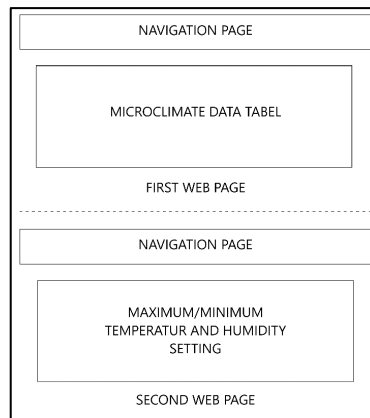 NAVIGATION PAGE
MICROCLIMATE DATA TABEL
FIRST WEB PAGE
NAVIGATION PAGE
MAXIMUM/MINIMUM
TEMPERATUR AND HUMIDITY
SETTING
SECOND WEB PAGE